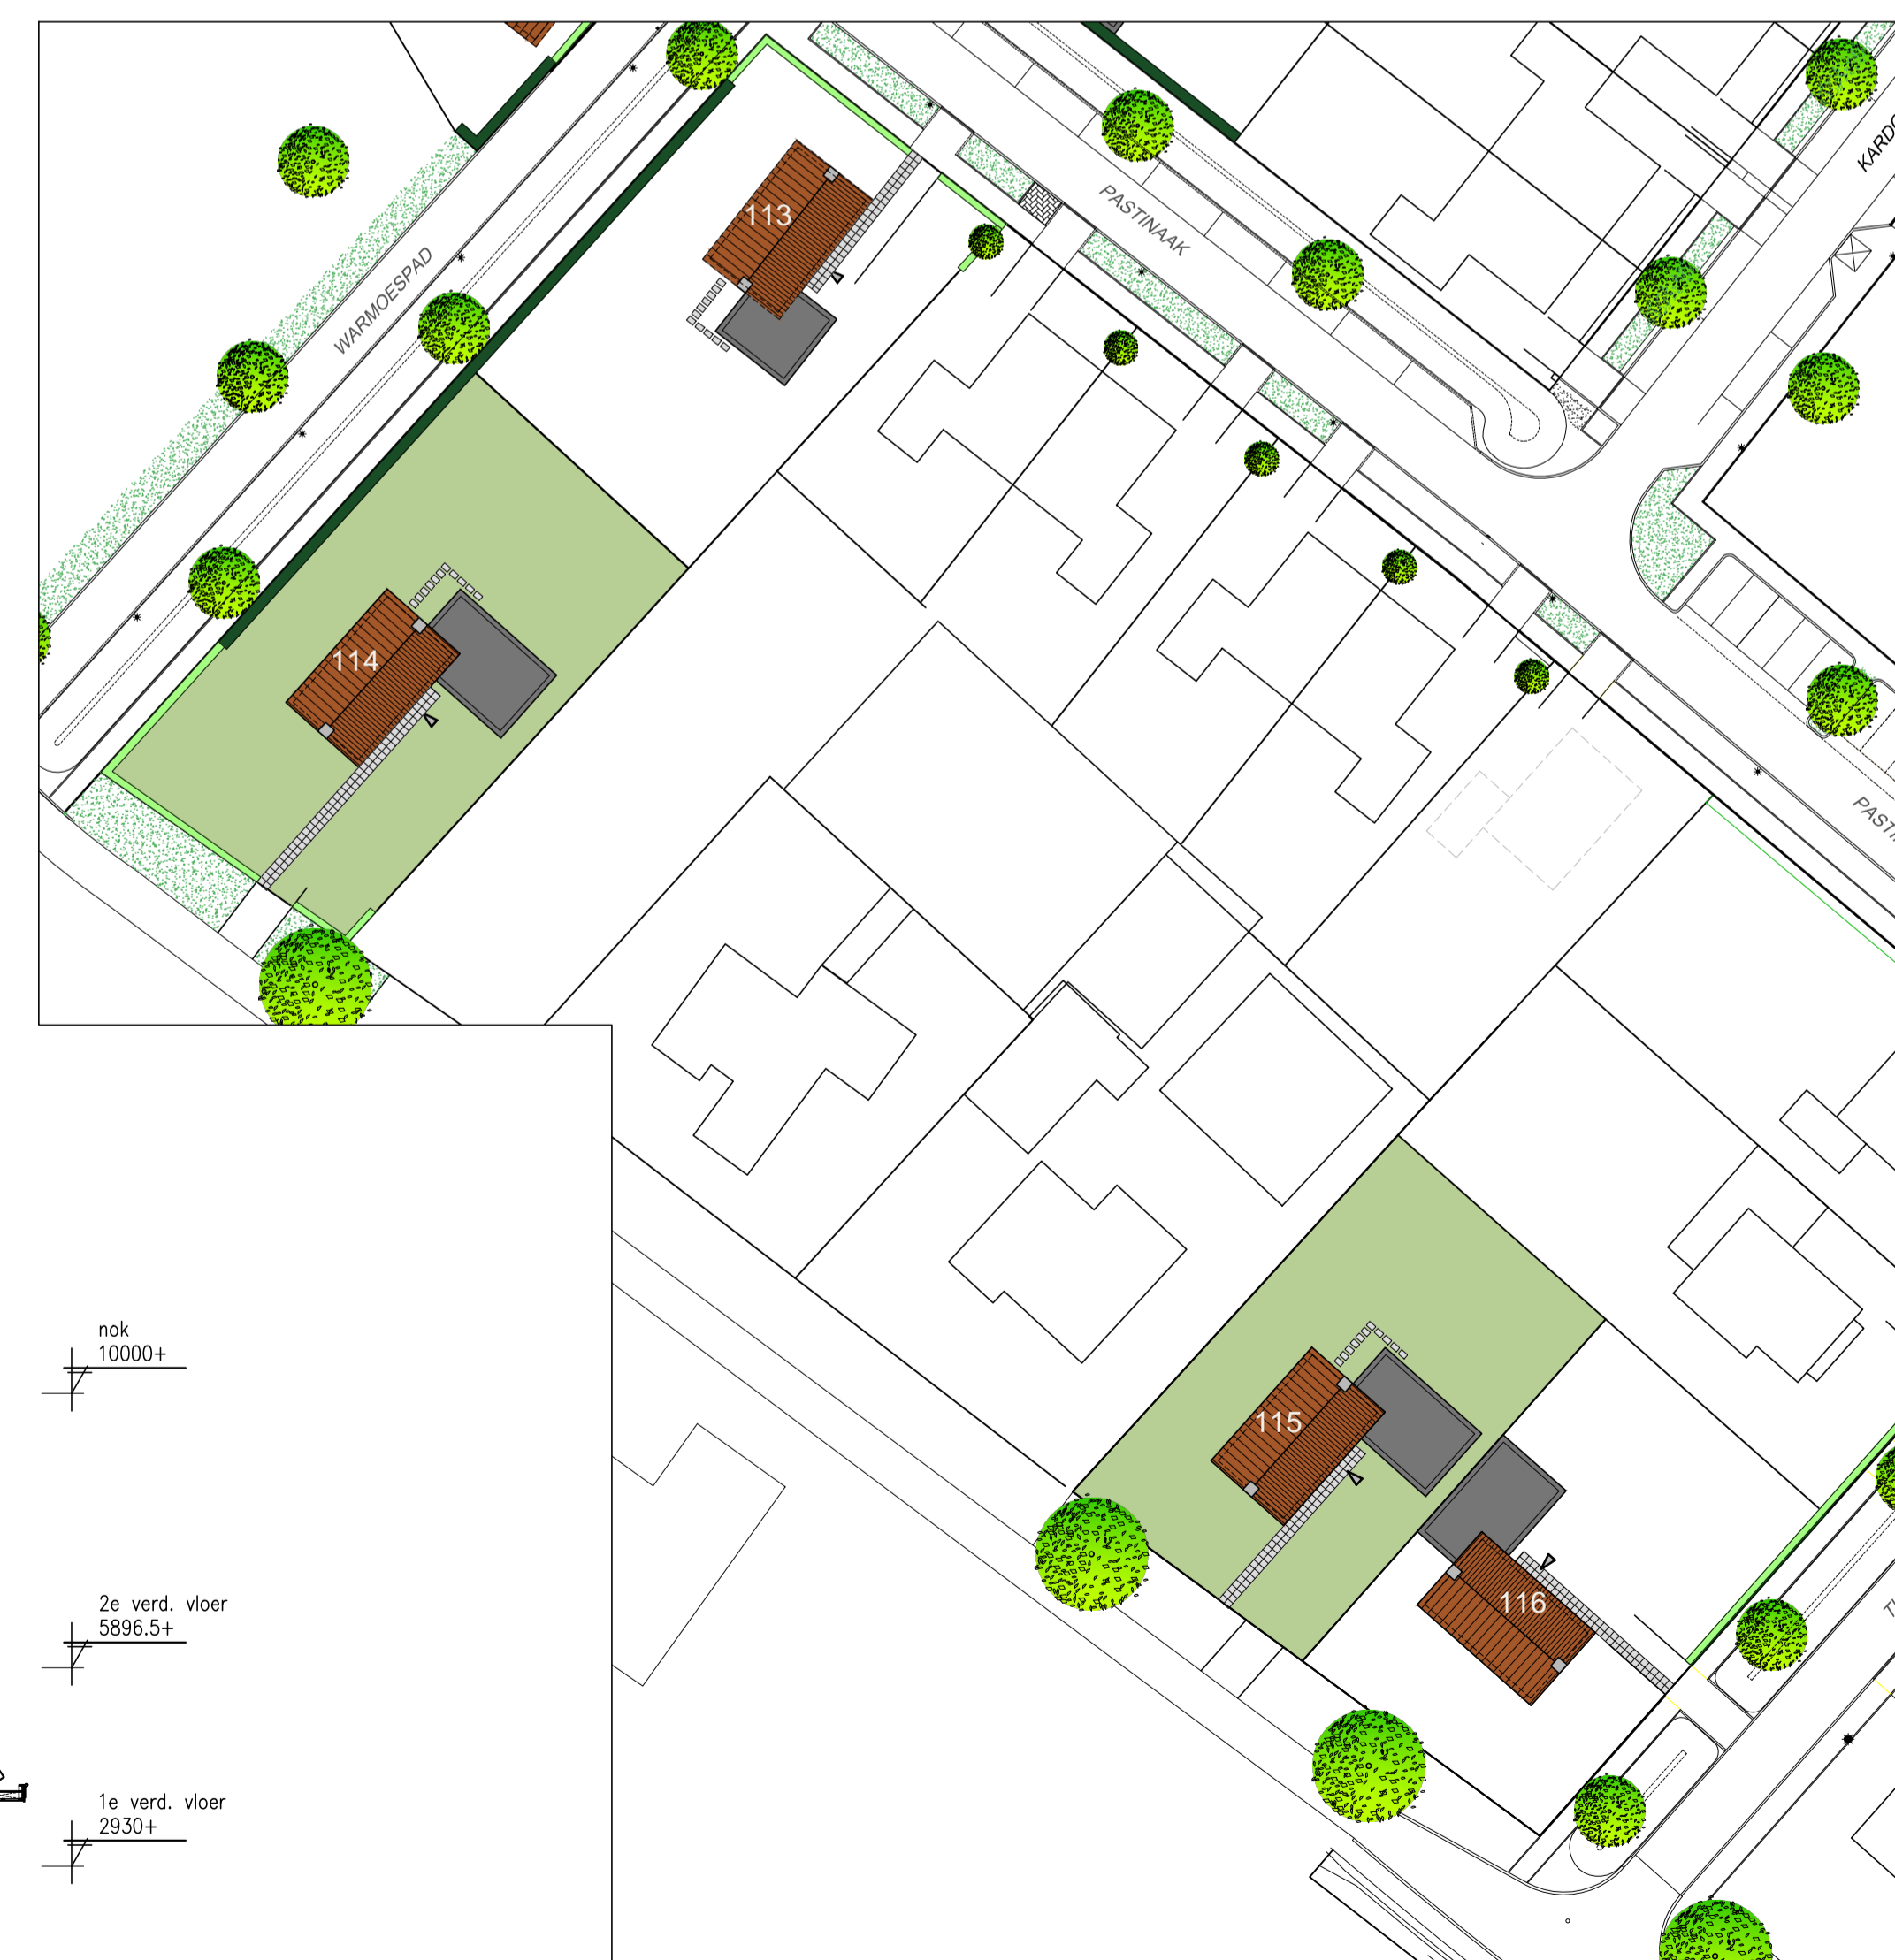 WARMOESPAD
PASTINAAK
113
114
115
116
nok
10000+
2e verd. vloer
5896.5+
1e verd. vloer
2930+